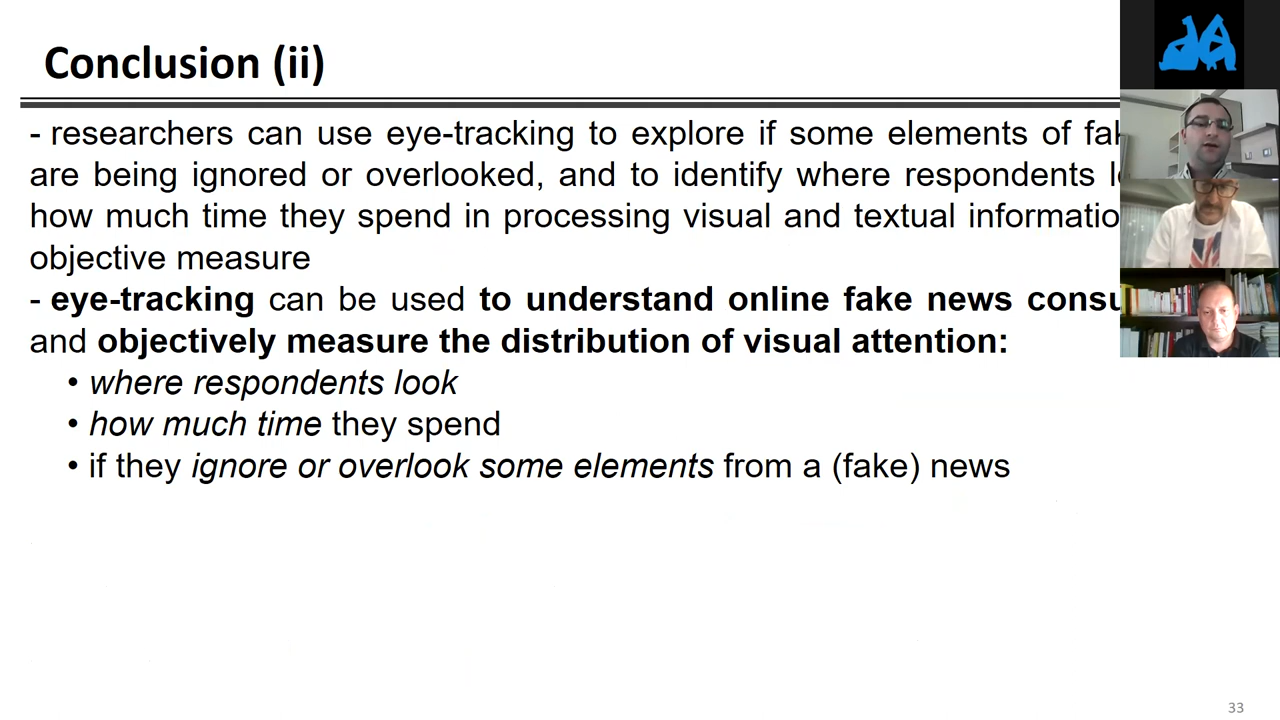 Conclusion (ii)
- researchers can use eye-tracking to explore if some elements of
are being ignored or overlooked, and to identify where respondents
how much time they spend in processing visual and textual
objective measure
- eye-tracking can be used to understand online fake news
and objectively measure the distribution of visual attention:
• where respondents look
• how much time they spend
• if they ignore or overlook some elements from a (fake) news
33